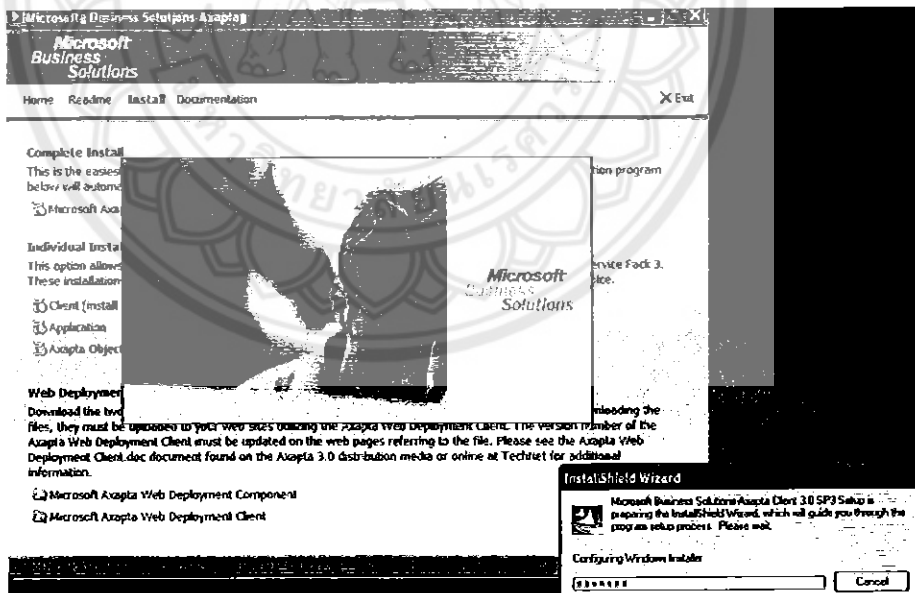 Microsoft Business Solutions-Axapta
Microsoft
Business
Solutions
Home Readme Install Documentation Exit
Complete Install
This is the easies tion program
below will automa
Microsoft Axa
Individual Insta
This option allows ervice Pack 3.
These installation
Client (install
Application
Axapta Object
Microsoft
Business
Solutions
Web Deploymen
Download the two wnloading the
files, they must be uploaded to your web sites utilizing the Axapta Web Deployment Client. The version number of the
Axapta Web Deployment Client must be updated on the web pages referring to the file. Please see the Axapta Web
Deployment Client.doc document found on the Axapta 3.0 distribution media or online at Technet for additional
information.
Microsoft Axapta Web Deployment Component
Microsoft Axapta Web Deployment Client
InstallShield Wizard
Microsoft Business Solutions-Axapta Client 3.0 SP3 Setup is
preparing the InstallShield Wizard, which will guide you through the
program setup process. Please wait.
Configuring Windows Installer
Cancel